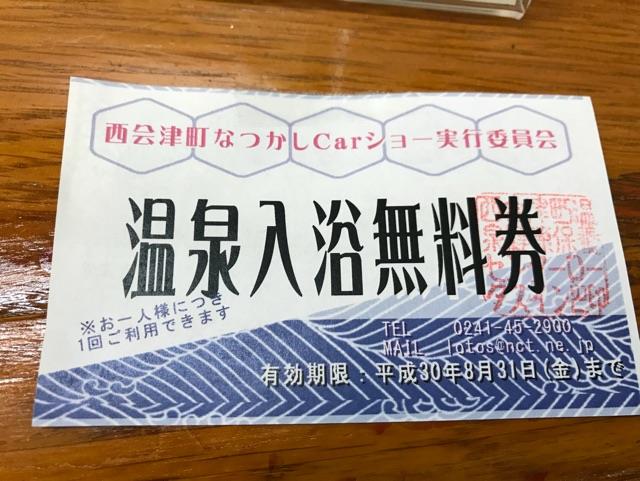 西会津町なつかしCarショー実行委員会
温泉入浴無料券
※お一人様につき
1回ご利用できます
TEL 0241-45-2900
MAIL lotos@nct.ne.jp
有効期限：平成30年8月31日(金)まで